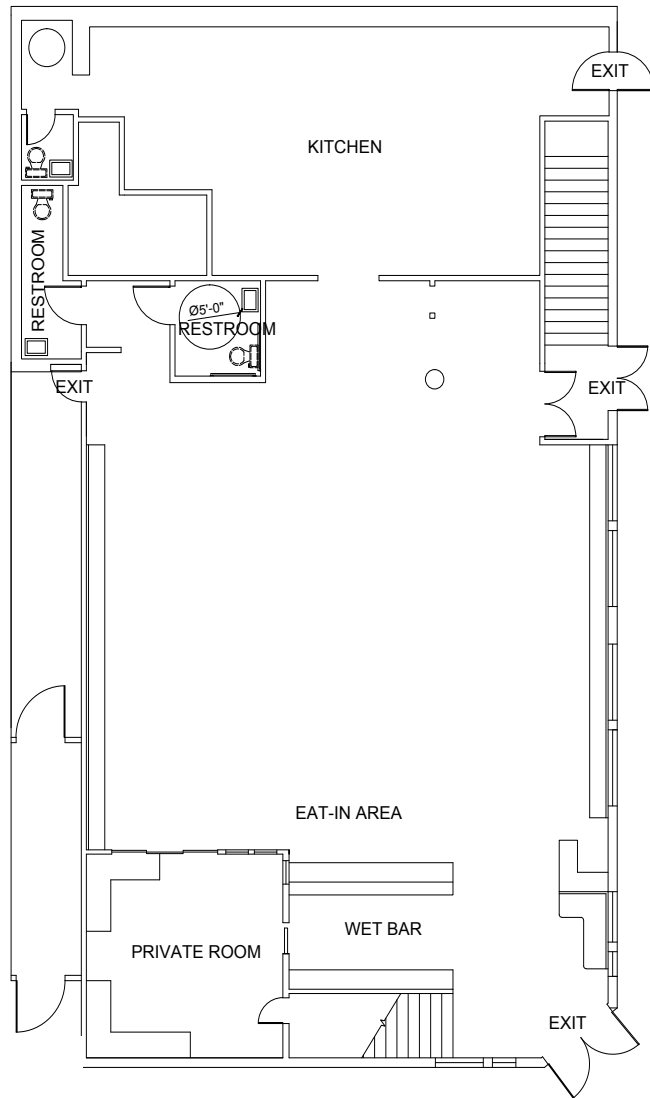 EXIT
KITCHEN
RESTROOM
Ø5'-0"
RESTROOM
EXIT
EXIT
EAT-IN AREA
WET BAR
PRIVATE ROOM
EXIT